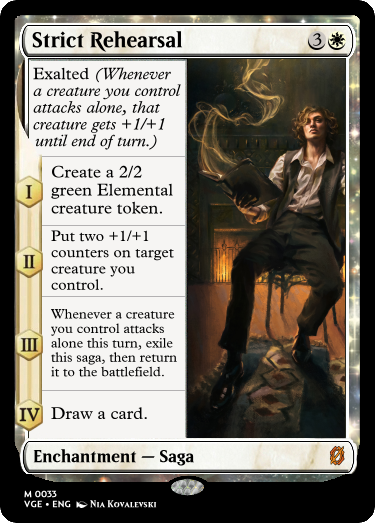 Strict Rehearsal 3
Exalted (Whenever
a creature you control
attacks alone, that
creature gets +1/+1
until end of turn.)
I
Create a 2/2
green Elemental
creature token.
II
Put two +1/+1
counters on target
creature you
control.
III
Whenever a creature
you control attacks
alone this turn, exile
this saga, then return
it to the battlefield.
IV
Draw a card.
Enchantment — Saga
M 0033
VGE • ENG Nia Kovalevski